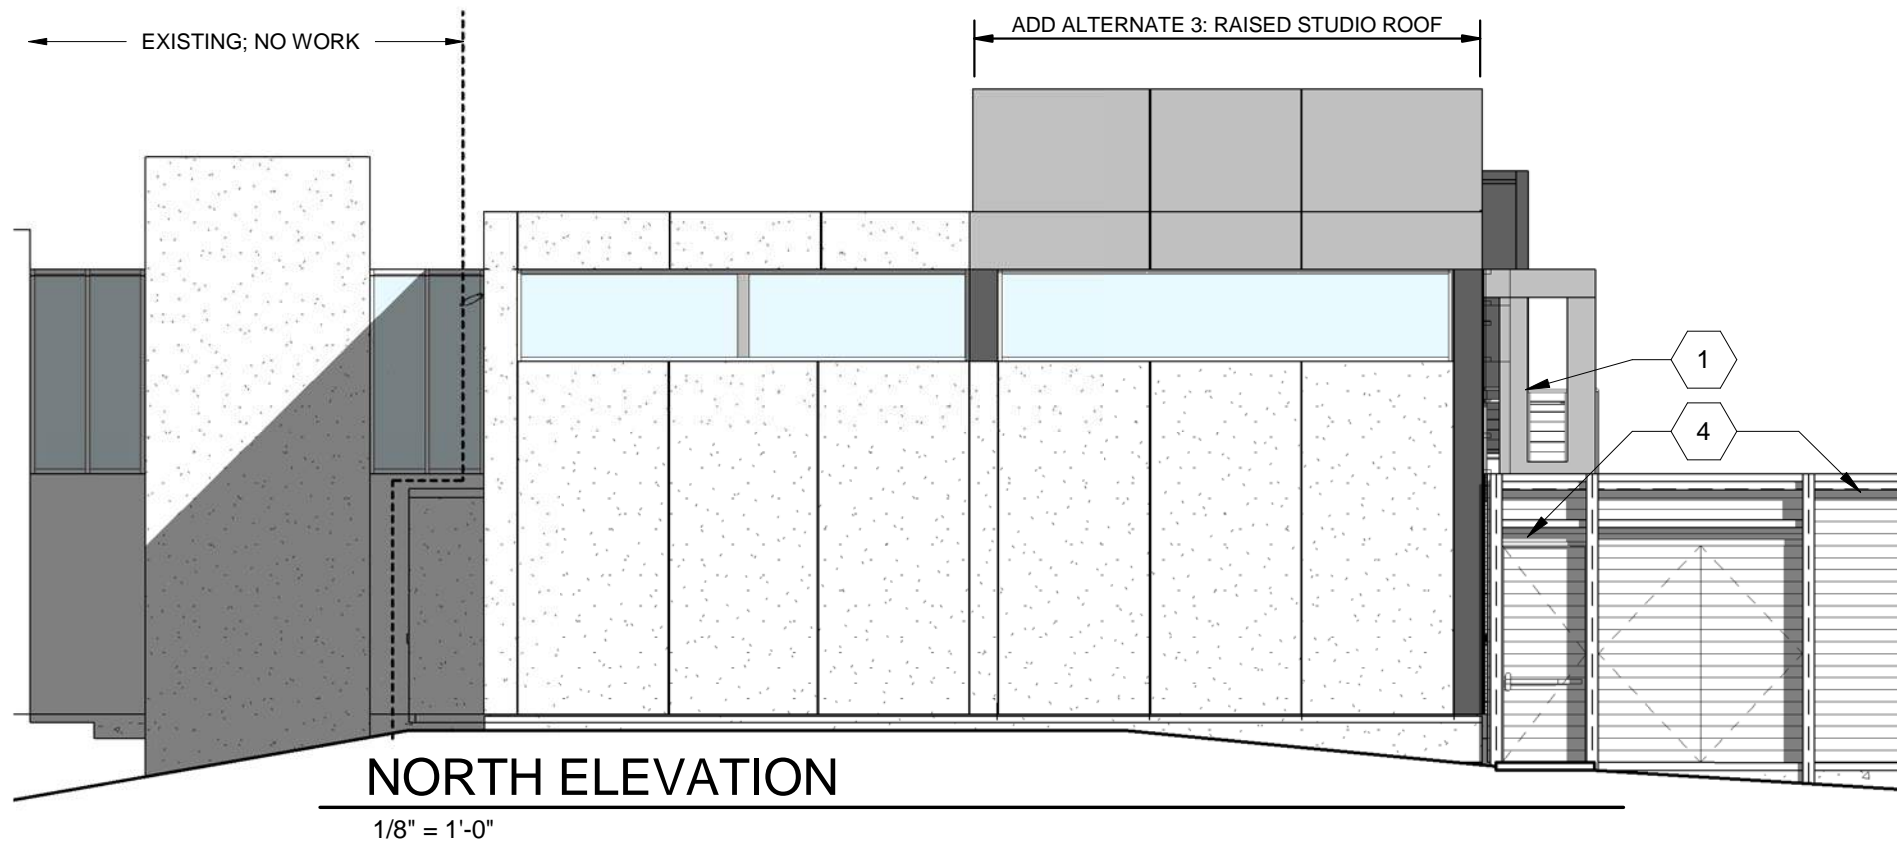 EXISTING; NO WORK
ADD ALTERNATE 3: RAISED STUDIO ROOF
1
4
NORTH ELEVATION
1/8" = 1'-0"